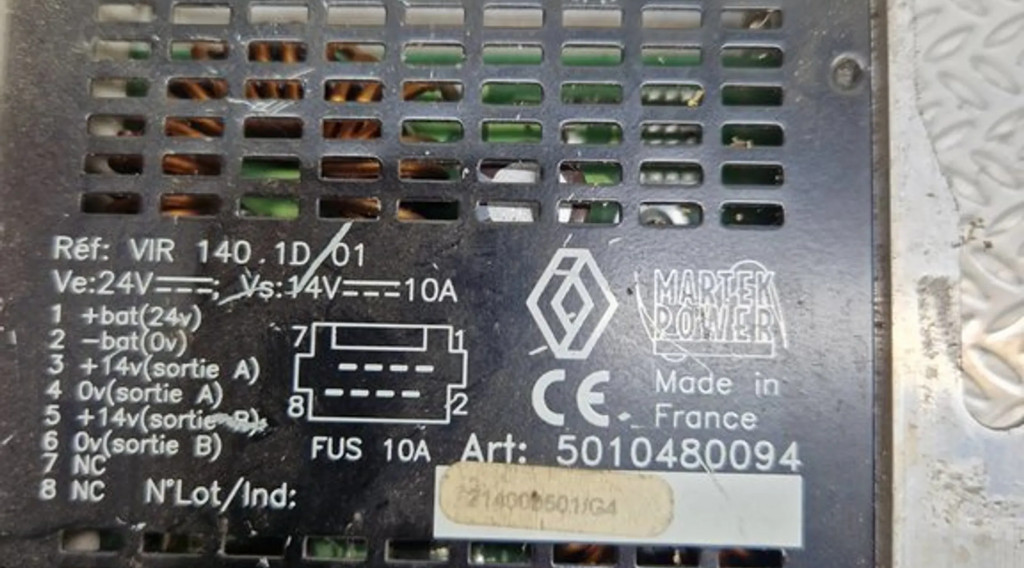 Réf: VIR 140.1D/01
Ve:24V⎓; Vs:14V⎓10A
1 +bat(24v)
2 -bat(0v)
3 +14v(sortie A)
4 0v(sortie A)
5 +14v(sortie B)
6 0v(sortie B)
7 NC
8 NC
7 1
8 2
FUS 10A
MARTEK
POWER
CE
Made in
France
Art: 5010480094
N°Lot/Ind: